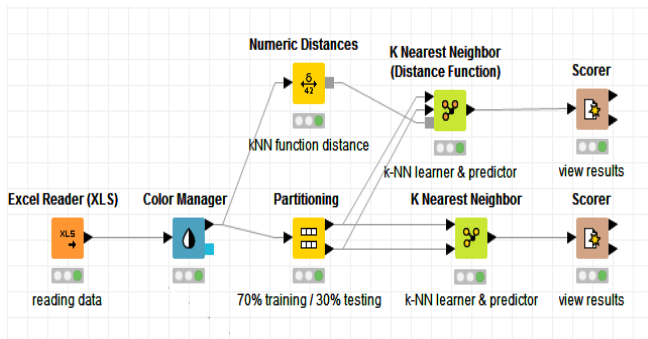 Numeric Distances
K Nearest Neighbor
(Distance Function)
Scorer
δ
42
kNN function distance
k-NN learner & predictor
view results
Excel Reader (XLS)
Color Manager
Partitioning
K Nearest Neighbor
Scorer
XLS
reading data
70% training / 30% testing
k-NN learner & predictor
view results